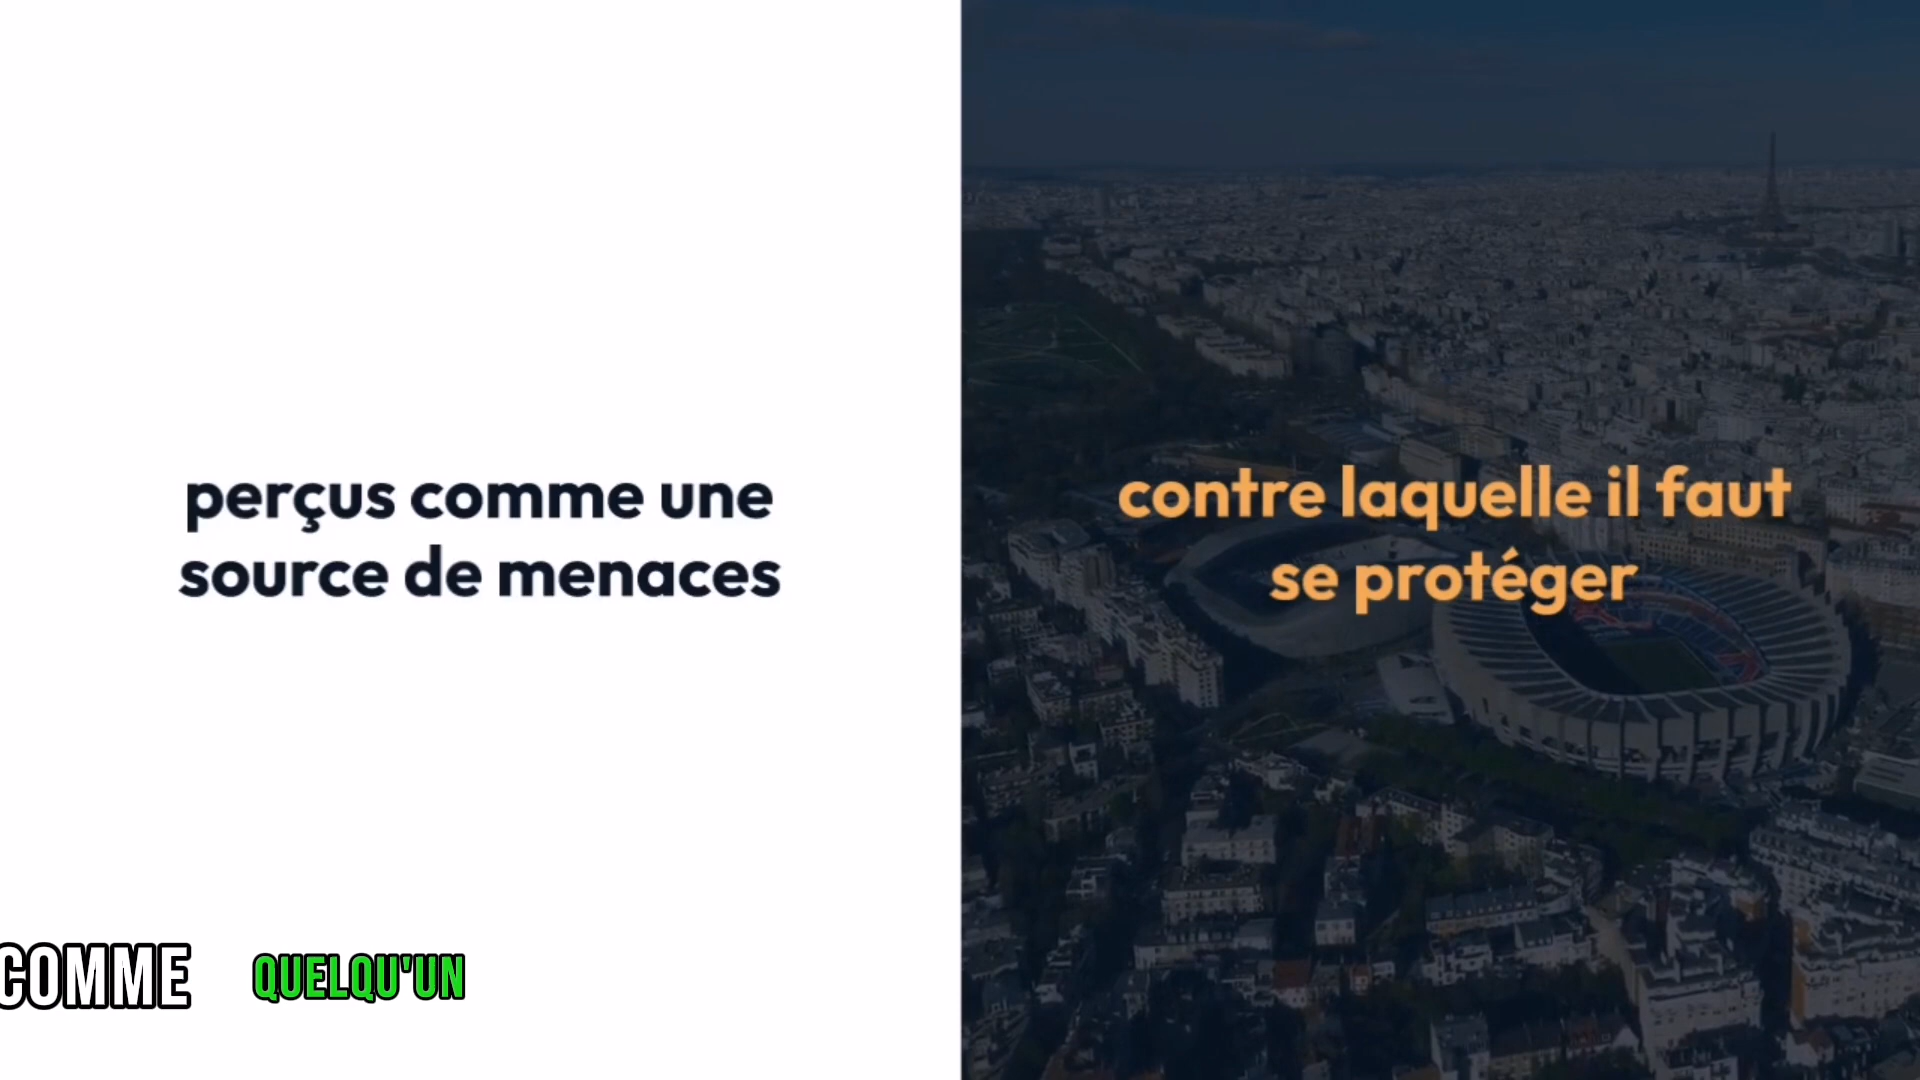 perçus comme une
source de menaces
contre laquelle il faut
se protéger
COMME QUELQU'UN